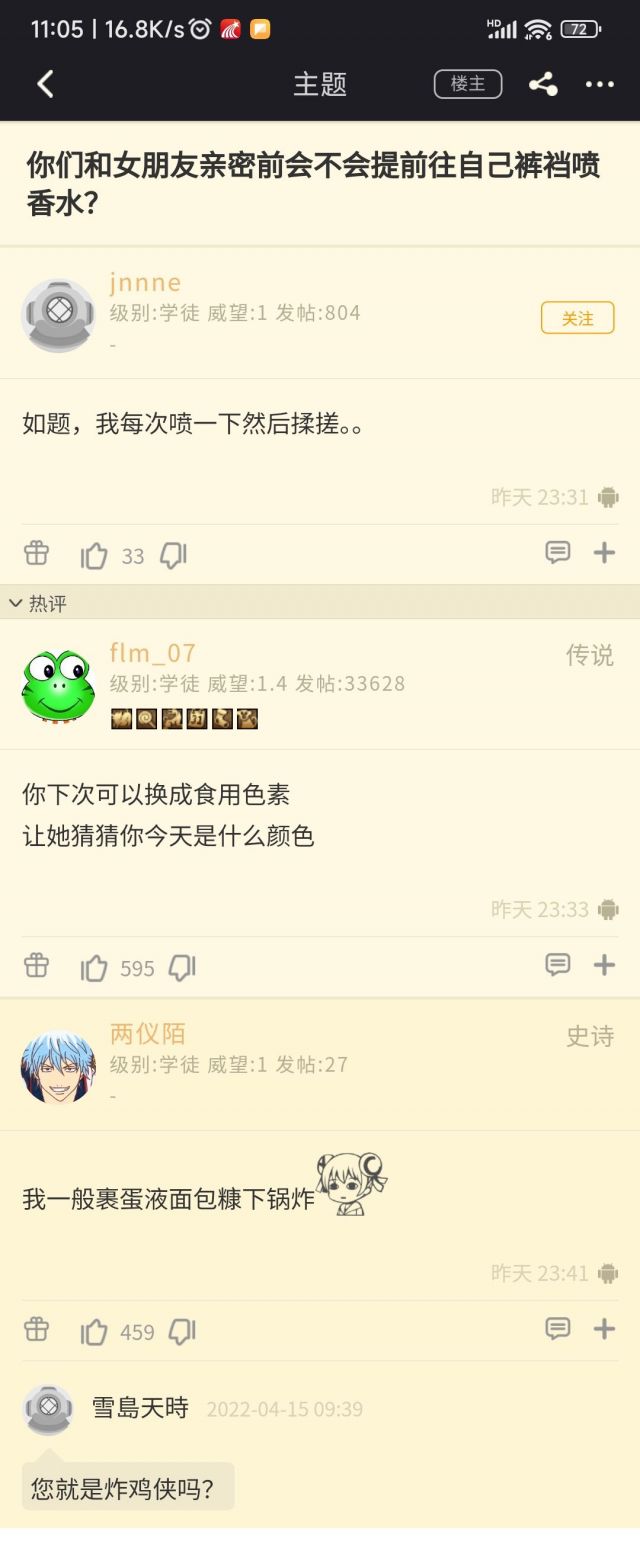 11:05 | 16.8K/s
HD 6 72
主题 楼主
你们和女朋友亲密前会不会提前往自己裤裆喷
香水？
jnnne
级别:学徒 威望:1 发帖:804
关注
-
如题，我每次喷一下然后揉搓。。
昨天 23:31
33
热评
flm_07 传说
级别:学徒 威望:1.4 发帖:33628
你下次可以换成食用色素
让她猜猜你今天是什么颜色
昨天 23:33
595
两仪陌 史诗
级别:学徒 威望:1 发帖:27
-
我一般裹蛋液面包糠下锅炸
昨天 23:41
459
雪島天時 2022-04-15 09:39
您就是炸鸡侠吗？